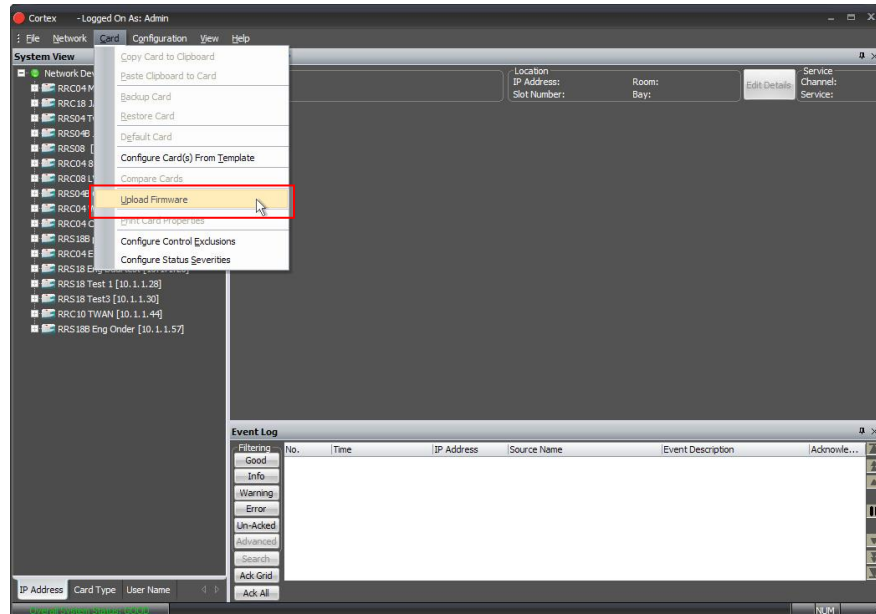 Cortex - Logged On As: Admin
File Network Card Configuration View Help
System View
Network Dev
RRC04 M
RRC18 J
RRS04 T
RRS04B
RRS08 [
RRC04 8
RRC08 L
RRS04B
RRC04
RRC04 C
RRS18B
RRC04 E
RRS18 Eng
RRS18 Test 1 [10.1.1.28]
RRS18 Test3 [10.1.1.30]
RRC10 TWAN [10.1.1.44]
RRS18B Eng Onder [10.1.1.57]
Copy Card to Clipboard
Paste Clipboard to Card
Backup Card
Restore Card
Default Card
Configure Card(s) From Template
Compare Cards
Upload Firmware
Print Card Properties
Configure Control Exclusions
Configure Status Severities
Location
IP Address: Room:
Slot Number: Bay:
Edit Details
Service
Channel:
Service:
Event Log
Filtering
Good
Info
Warning
Error
Un-Acked
Advanced
Search
Ack Grid
Ack All
No. Time IP Address Source Name Event Description Acknowle...
IP Address Card Type User Name
Overall System Status: GOOD
NUM